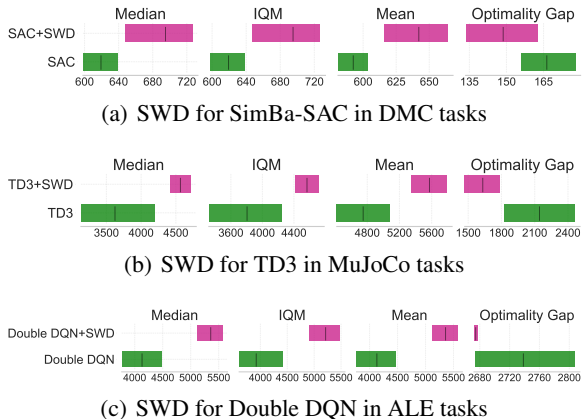 Median IQM Mean Optimality Gap
SAC+SWD
SAC
600 640 680 720 600 640 680 720 625 650 135 150 165
(a) SWD for SimBa-SAC in DMC tasks
Median IQM Mean Optimality Gap
TD3+SWD
TD3
3500 4000 4500 3800 4000 4400 4800 5200 5600 1500 1800 2100 2400
(b) SWD for TD3 in MuJoCo tasks
Median IQM Mean Optimality Gap
Double DQN+SWD
Double DQN
4000 4500 5000 5500 4000 4500 5000 5500 4000 4500 5000 5500 2680 2720 2760 2800
(c) SWD for Double DQN in ALE tasks